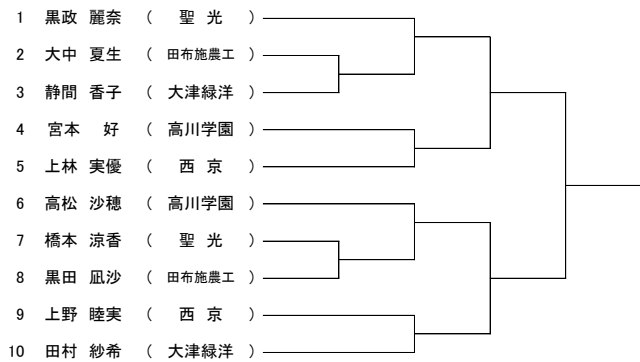 1 黒政 麗奈 ( 聖 光 )
2 大中 夏生 ( 田布施農工 )
3 静間 香子 ( 大津緑洋 )
4 宮本 好 ( 高川学園 )
5 上林 実優 ( 西 京 )
6 高松 沙穂 ( 高川学園 )
7 橋本 涼香 ( 聖 光 )
8 黒田 凪沙 ( 田布施農工 )
9 上野 睦実 ( 西 京 )
10 田村 紗希 ( 大津緑洋 )